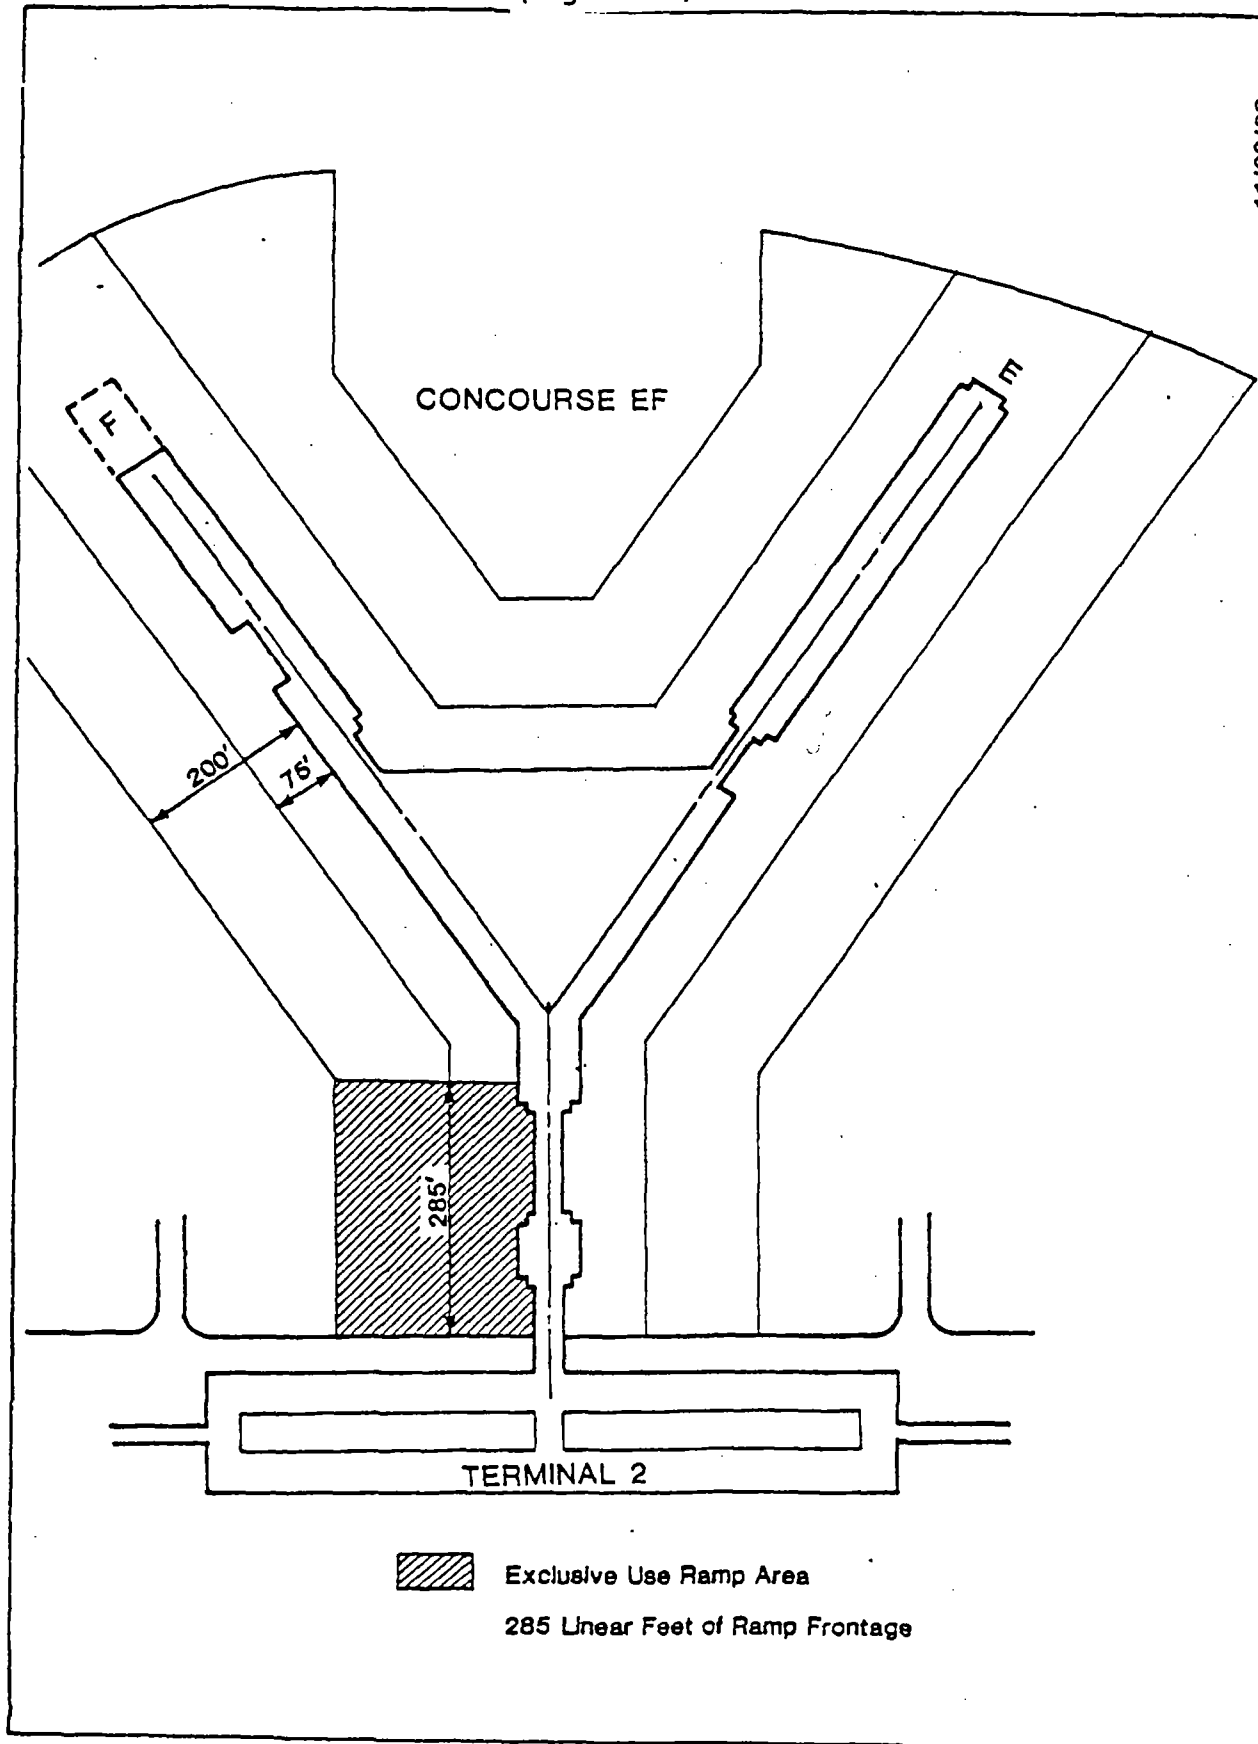 CONCOURSE EF
F
E
200'
75'
285'
TERMINAL 2
Exclusive Use Ramp Area
285 Linear Feet of Ramp Frontage